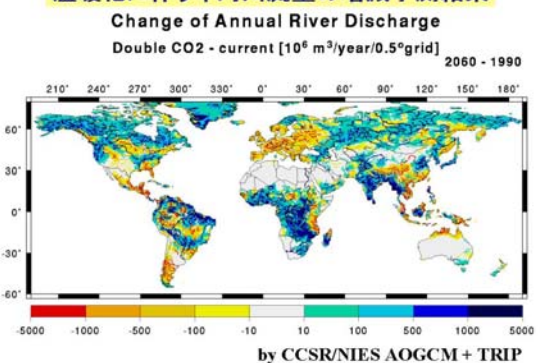 Change of Annual River Discharge
Double CO2 - current [10⁶ m³/year/0.5°grid]
2060 - 1990
210° 240° 270° 300° 330° 0° 30° 60° 90° 120° 150° 180°
60°
30°
0°
-30°
-60°
-5000 -1000 -500 -100 -10 10 100 500 1000 5000
by CCSR/NIES AOGCM + TRIP